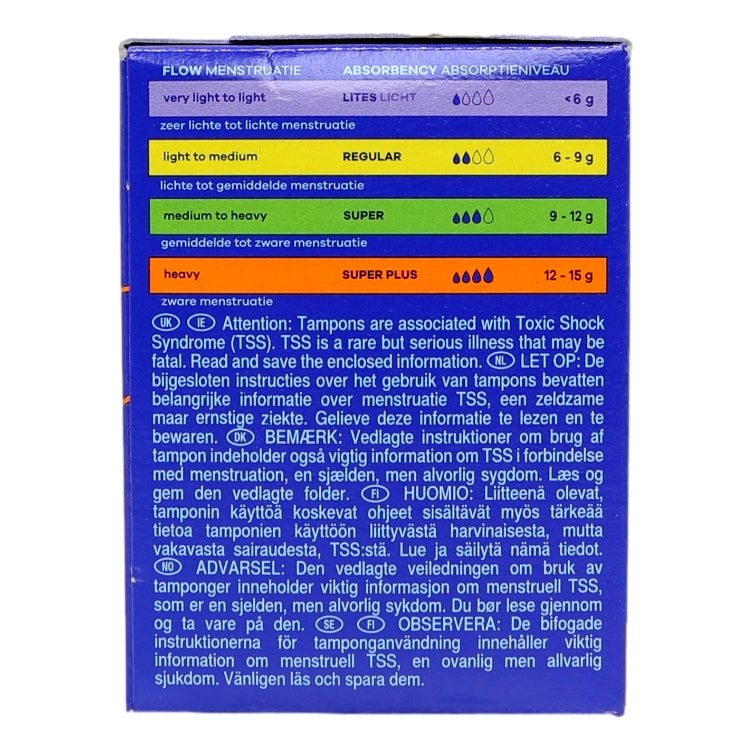 FLOW MENSTRUATIE ABSORBENCY ABSORPTIENIVEAU
very light to light LITES LICHT <6 g
zeer lichte tot lichte menstruatie
light to medium REGULAR 6 - 9 g
lichte tot gemiddelde menstruatie
medium to heavy SUPER 9 - 12 g
gemiddelde tot zware menstruatie
heavy SUPER PLUS 12 - 15 g
zware menstruatie
UK IE Attention: Tampons are associated with Toxic Shock
Syndrome (TSS). TSS is a rare but serious illness that may be
fatal. Read and save the enclosed information. NL LET OP: De
bijgesloten instructies over het gebruik van tampons bevatten
belangrijke informatie over menstruatie TSS, een zeldzame
maar ernstige ziekte. Gelieve deze informatie te lezen en te
bewaren. DK BEMÆRK: Vedlagte instruktioner om brug af
tampon indeholder også vigtig information om TSS i forbindelse
med menstruation, en sjælden, men alvorlig sygdom. Læs og
gem den vedlagte folder. FI HUOMIO: Liitteenä olevat,
tamponin käyttöä koskevat ohjeet sisältävät myös tärkeää
tietoa tamponien käyttöön liittyvästä harvinaisesta, mutta
vakavasta sairaudesta, TSS:stä. Lue ja säilytä nämä tiedot.
NO ADVARSEL: Den vedlagte veiledningen om bruk av
tamponger inneholder viktig informasjon om menstruell TSS,
som er en sjelden, men alvorlig sykdom. Du bør lese gjennom
og ta vare på den. SE FI OBSERVERA: De bifogade
instruktionerna för tamponganvändning innehåller viktig
information om menstruell TSS, en ovanlig men allvarlig
sjukdom. Vänligen läs och spara dem.